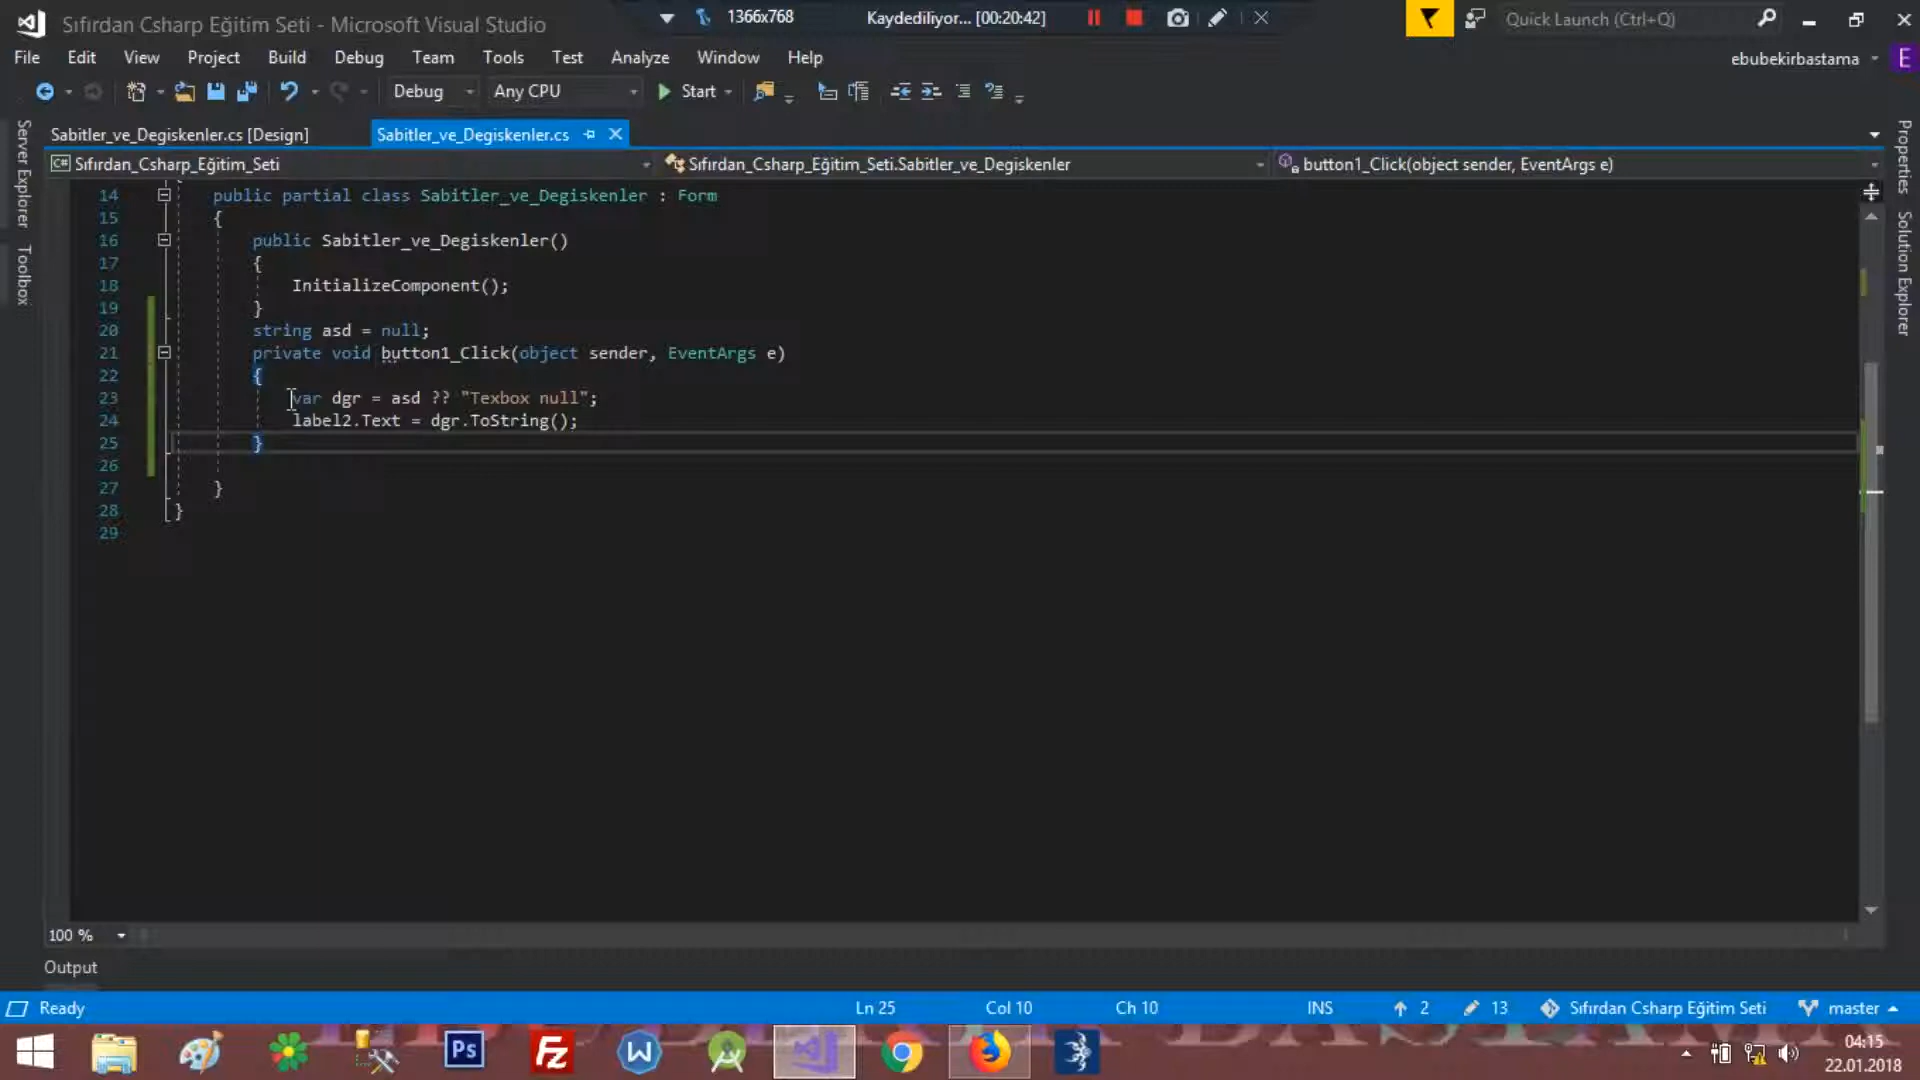 Sıfırdan Csharp Eğitim Seti - Microsoft Visual Studio
1366x768
Kaydediliyor... [00:20:42]
Quick Launch (Ctrl+Q)
File Edit View Project Build Debug Team Tools Test Analyze Window Help
ebubekirbastama
E
Debug
Any CPU
Start
Sabitler_ve_Degiskenler.cs [Design]
Sabitler_ve_Degiskenler.cs
C# Sıfırdan_Csharp_Eğitim_Seti
Sıfırdan_Csharp_Eğitim_Seti.Sabitler_ve_Degiskenler
button1_Click(object sender, EventArgs e)
Server Explorer
Toolbox
Properties
Solution Explorer
14 public partial class Sabitler_ve_Degiskenler : Form
15 {
16 public Sabitler_ve_Degiskenler()
17 {
18 InitializeComponent();
19 }
20 string asd = null;
21 private void button1_Click(object sender, EventArgs e)
22 {
23 var dgr = asd ?? "Texbox null";
24 label2.Text = dgr.ToString();
25 }
26
27 }
28 }
29
100 %
Output
Ready
Ln 25
Col 10
Ch 10
INS
2
13
Sıfırdan Csharp Eğitim Seti
master
Ps
Fz
W
04:15
22.01.2018